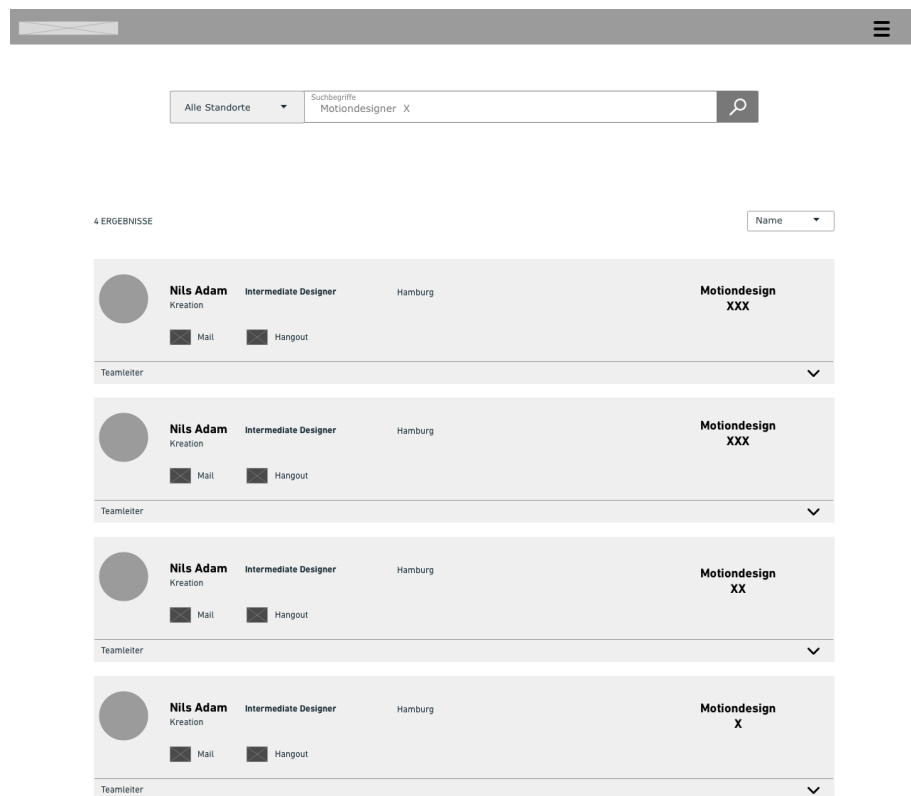 Alle Standorte
Suchbegriffe
Motiondesigner X
4 ERGEBNISSE
Name
Nils Adam Intermediate Designer Hamburg Motiondesign
Kreation XXX
Mail Hangout
Teamleiter
Nils Adam Intermediate Designer Hamburg Motiondesign
Kreation XXX
Mail Hangout
Teamleiter
Nils Adam Intermediate Designer Hamburg Motiondesign
Kreation XX
Mail Hangout
Teamleiter
Nils Adam Intermediate Designer Hamburg Motiondesign
Kreation X
Mail Hangout
Teamleiter